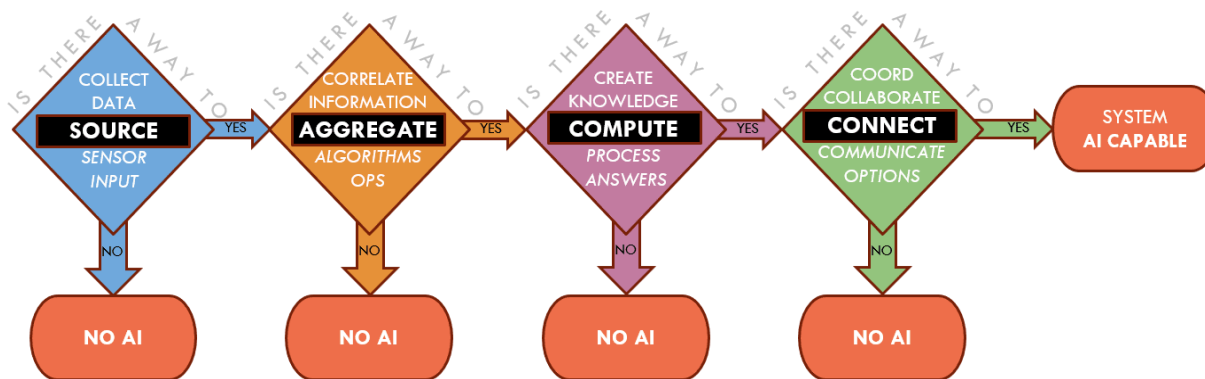 IS THERE A WAY TO
COLLECT
DATA
SOURCE
SENSOR
INPUT
YES
NO
NO AI
IS THERE A WAY TO
CORRELATE
INFORMATION
AGGREGATE
ALGORITHMS
OPS
YES
NO
NO AI
IS THERE A WAY TO
CREATE
KNOWLEDGE
COMPUTE
PROCESS
ANSWERS
YES
NO
NO AI
IS THERE A WAY TO
COORD
COLLABORATE
CONNECT
COMMUNICATE
OPTIONS
YES
NO
NO AI
SYSTEM
AI CAPABLE